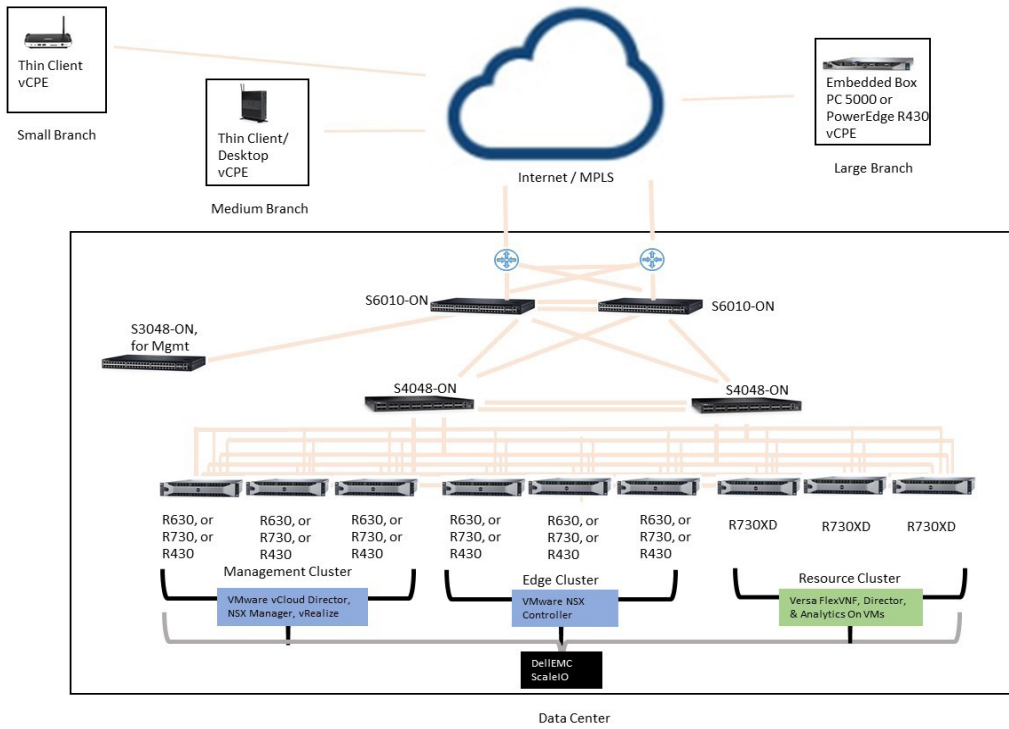 Thin Client
vCPE
Small Branch
Thin Client/
Desktop
vCPE
Medium Branch
Internet / MPLS
Embedded Box
PC 5000 or
PowerEdge R430
vCPE
Large Branch
S6010-ON
S6010-ON
S3048-ON,
for Mgmt
S4048-ON
S4048-ON
R630, or
R730, or
R430
R630, or
R730, or
R430
R630, or
R730, or
R430
R630, or
R730, or
R430
R630, or
R730, or
R430
R630, or
R730, or
R430
R730XD
R730XD
R730XD
Management Cluster
Edge Cluster
Resource Cluster
VMware vCloud Director,
NSX Manager, vRealize
VMware NSX
Controller
Versa FlexVNF, Director,
& Analytics On VMs
DellEMC
ScaleIO
Data Center